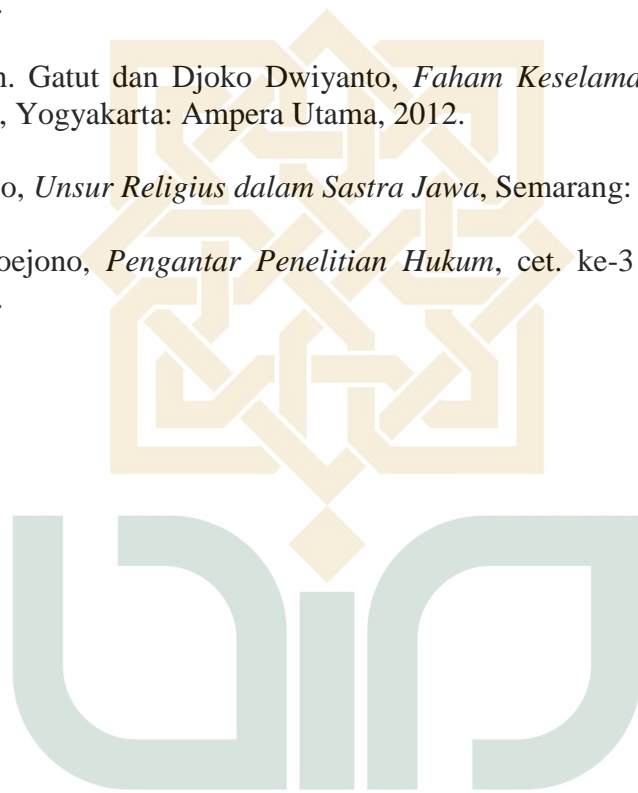 n. Gatut dan Djoko Dwiyanto, Faham Keselama
, Yogyakarta: Ampera Utama, 2012.
o, Unsur Religius dalam Sastra Jawa, Semarang:
oejono, Pengantar Penelitian Hukum, cet. ke-3